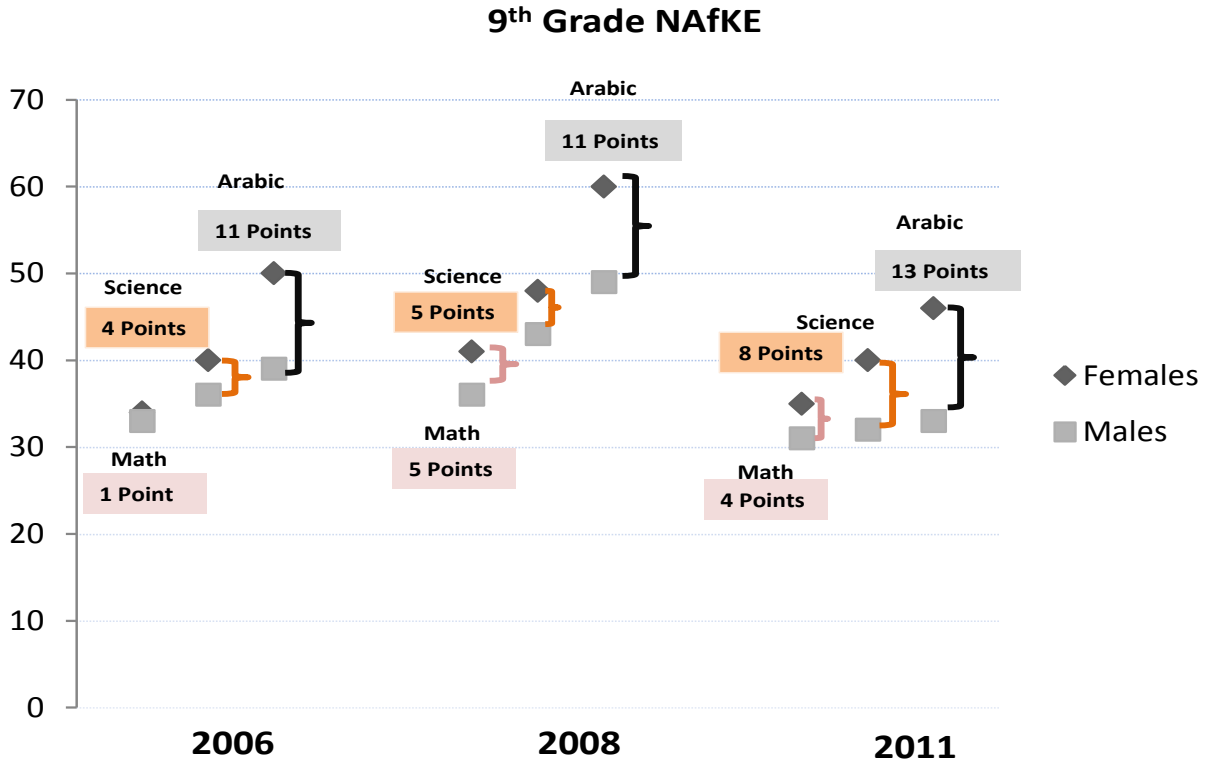 9th Grade NAfKE
70
60
50
40
30
20
10
0
Science
4 Points
Arabic
11 Points
Math
1 Point
Science
5 Points
Arabic
11 Points
Math
5 Points
Science
8 Points
Arabic
13 Points
Math
4 Points
Females
Males
2006
2008
2011